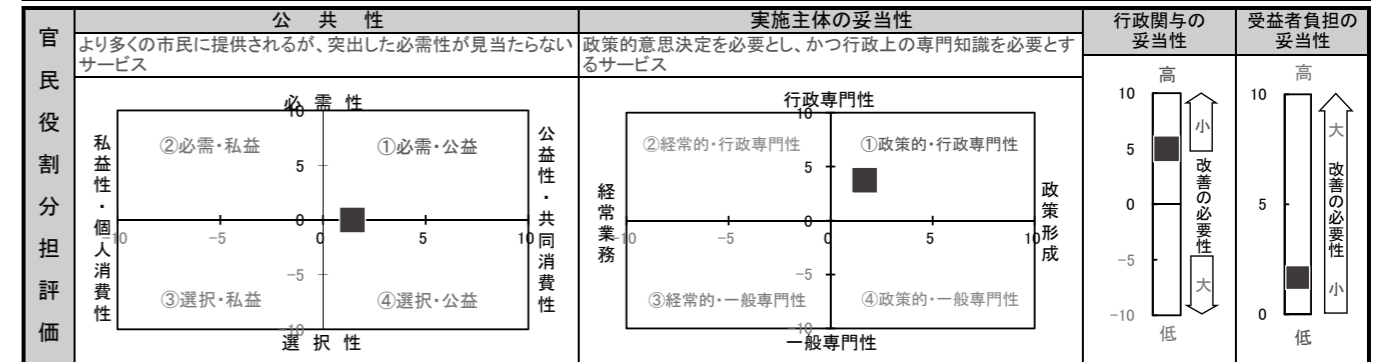 官民役割分担評価
公 共 性
より多くの市民に提供されるが、突出した必需性が見当たらない
サービス
必 需 性
10
私益性・個人消費性
②必需・私益
①必需・公益
公益性・共同消費性
5
0
-10
-5
0
5
10
-5
③選択・私益
④選択・公益
-10
選 択 性
実施主体の妥当性
政策的意思決定を必要とし、かつ行政上の専門知識を必要とす
るサービス
行政専門性
10
②経常的・行政専門性
①政策的・行政専門性
5
経常業務
政策形成
0
-10
-5
0
5
10
-5
③経常的・一般専門性
④政策的・一般専門性
-10
一般専門性
行政関与の
妥当性
高
10
5
0
-5
-10
小
改善の必要性
大
低
受益者負担の
妥当性
高
10
5
0
大
改善の必要性
小
低